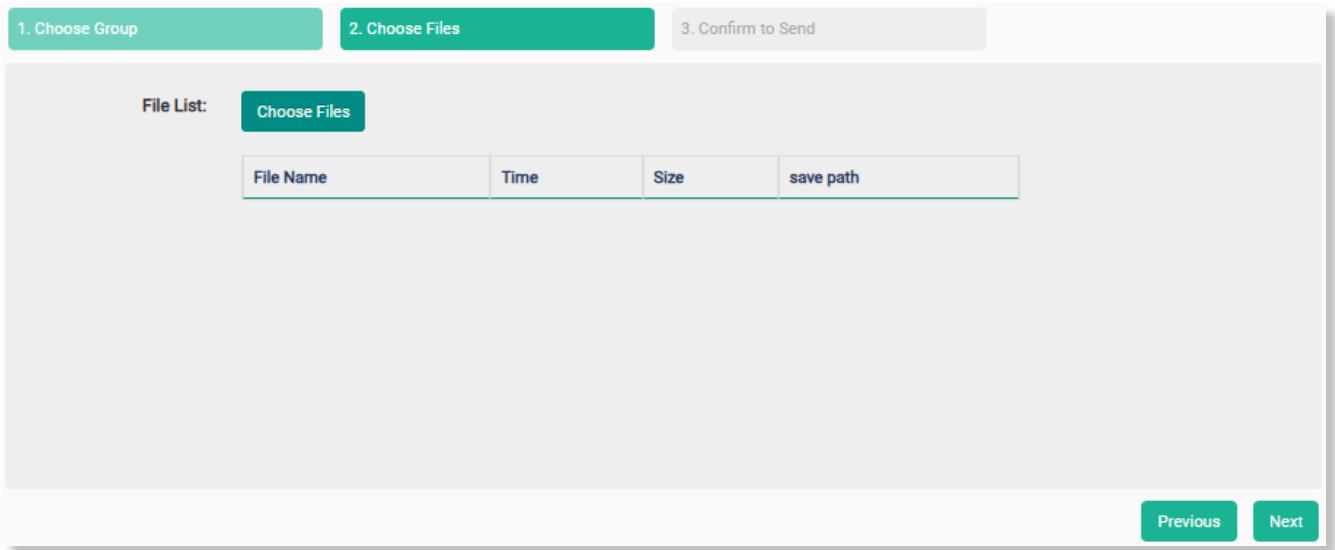 1. Choose Group 2. Choose Files 3. Confirm to Send
File List: Choose Files
File Name Time Size save path
Previous Next